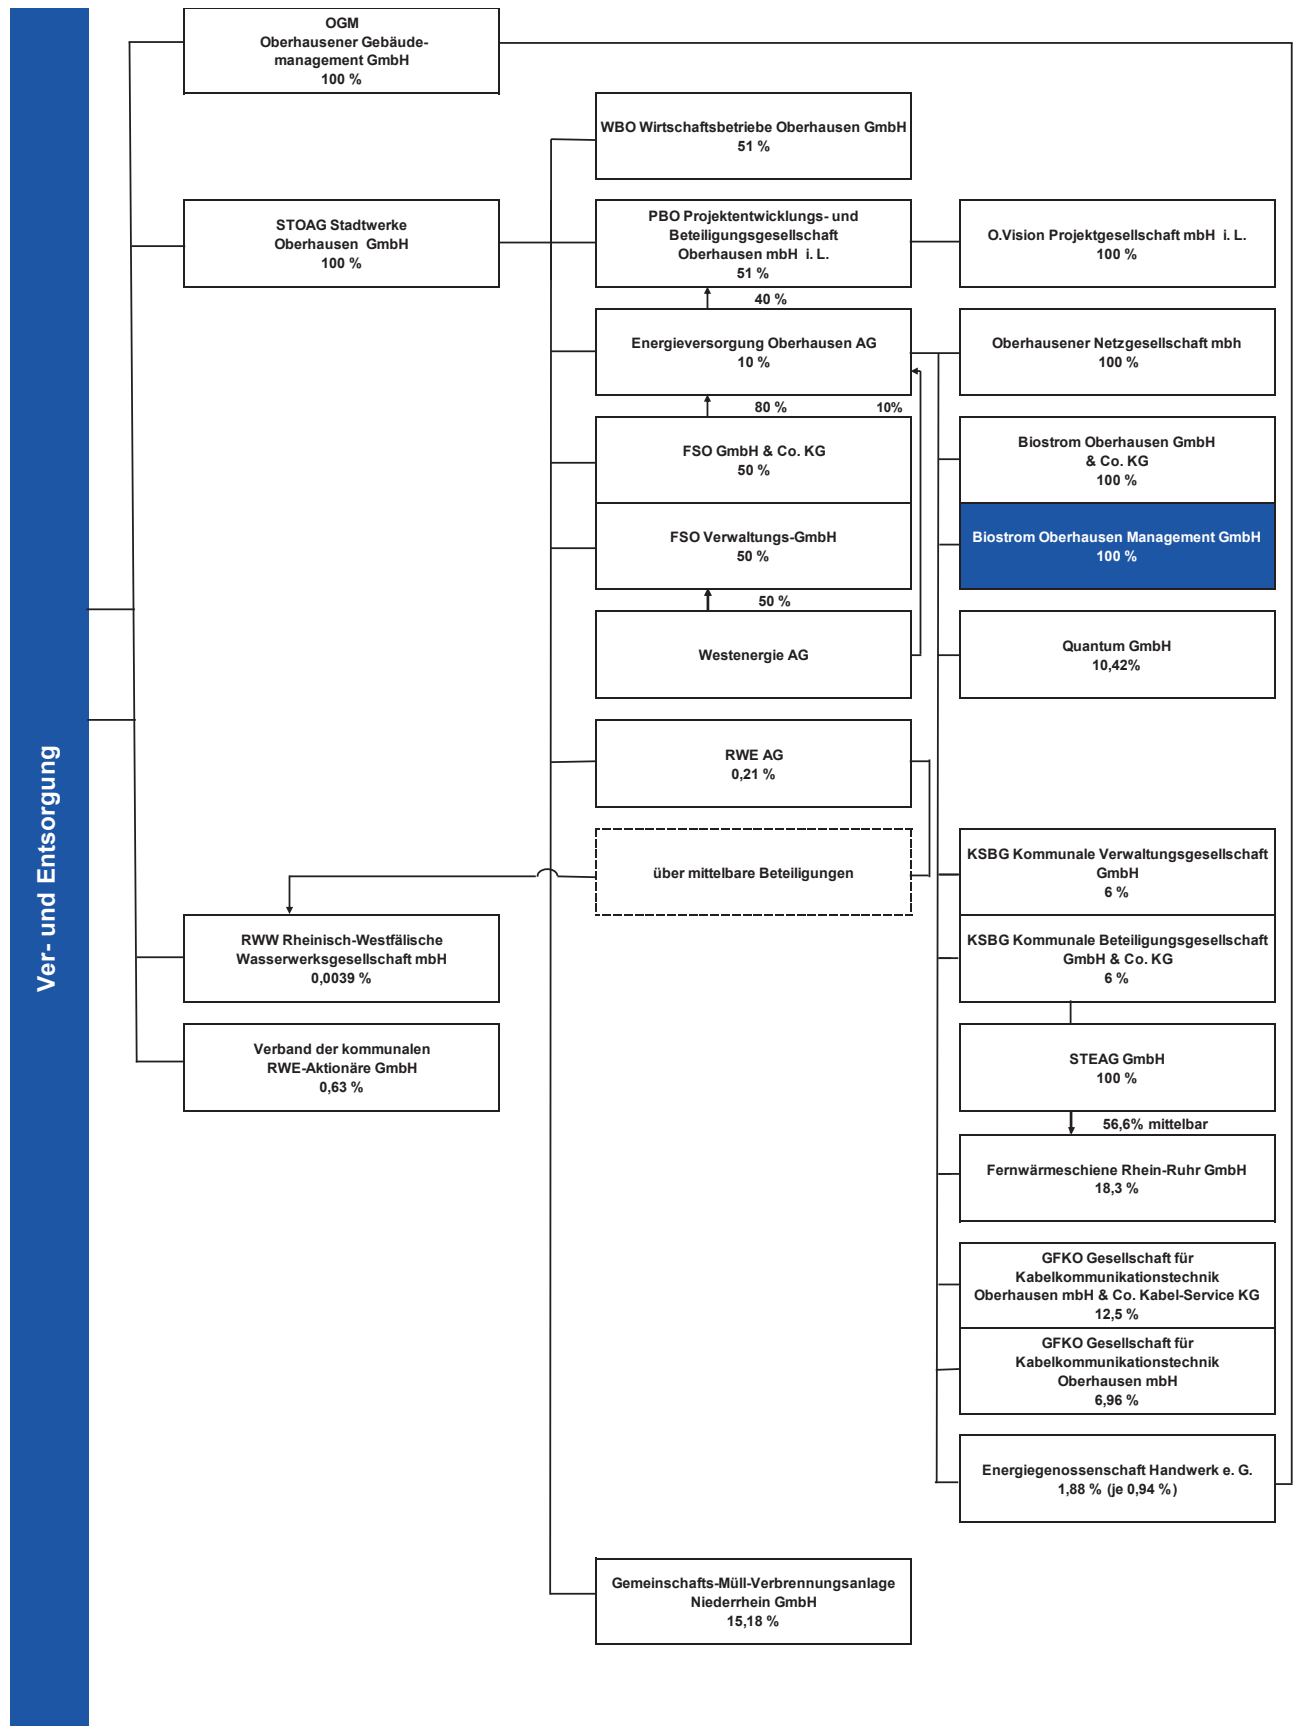 Ver- und Entsorgung
OGM
Oberhausener Gebäude-
management GmbH
100 %
STOAG Stadtwerke
Oberhausen GmbH
100 %
RWW Rheinisch-Westfälische
Wasserwerksgesellschaft mbH
0,0039 %
Verband der kommunalen
RWE-Aktionäre GmbH
0,63 %
WBO Wirtschaftsbetriebe Oberhausen GmbH
51 %
PBO Projektentwicklungs- und
Beteiligungsgesellschaft
Oberhausen mbH i. L.
51 %
40 %
Energieversorgung Oberhausen AG
10 %
80 %
10%
FSO GmbH & Co. KG
50 %
FSO Verwaltungs-GmbH
50 %
50 %
Westenergie AG
RWE AG
0,21 %
über mittelbare Beteiligungen
Gemeinschafts-Müll-Verbrennungsanlage
Niederrhein GmbH
15,18 %
O.Vision Projektgesellschaft mbH i. L.
100 %
Oberhausener Netzgesellschaft mbh
100 %
Biostrom Oberhausen GmbH
& Co. KG
100 %
Biostrom Oberhausen Management GmbH
100 %
Quantum GmbH
10,42%
KSBG Kommunale Verwaltungsgesellschaft
GmbH
6 %
KSBG Kommunale Beteiligungsgesellschaft
GmbH & Co. KG
6 %
STEAG GmbH
100 %
56,6% mittelbar
Fernwärmeschiene Rhein-Ruhr GmbH
18,3 %
GFKO Gesellschaft für
Kabelkommunikationstechnik
Oberhausen mbH & Co. Kabel-Service KG
12,5 %
GFKO Gesellschaft für
Kabelkommunikationstechnik
Oberhausen mbH
6,96 %
Energiegenossenschaft Handwerk e. G.
1,88 % (je 0,94 %)